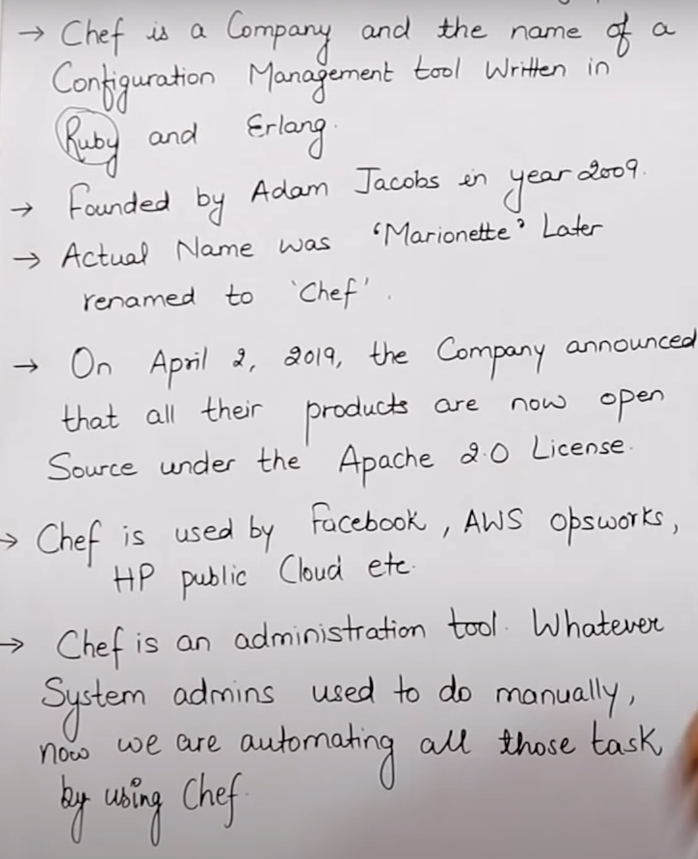 → Chef is a Company and the name of a
Configuration Management tool Written in
Ruby and Erlang.
→ Founded by Adam Jacobs in year 2009.
→ Actual Name was 'Marionette' Later
renamed to 'Chef'.
→ On April 2, 2019, the Company announced
that all their products are now open
Source under the Apache 2.0 License.
→ Chef is used by Facebook, AWS Opsworks,
HP public Cloud etc.
→ Chef is an administration tool. Whatever
System admins used to do manually,
now we are automating all those task
by using Chef.